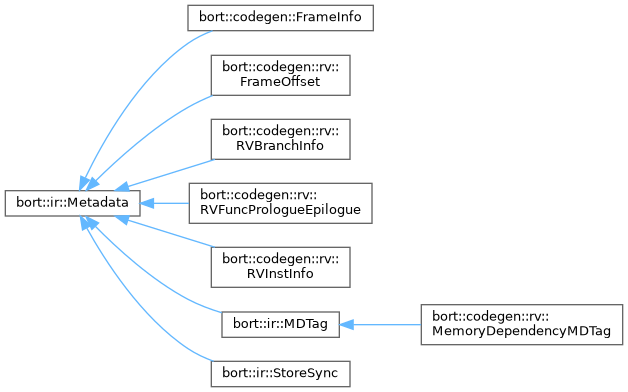 bort::codegen::FrameInfo
bort::codegen::rv::
FrameOffset
bort::codegen::rv::
RVBranchInfo
bort::ir::Metadata
bort::codegen::rv::
RVFuncPrologueEpilogue
bort::codegen::rv::
RVInstInfo
bort::ir::MDTag
bort::codegen::rv::
MemoryDependencyMDTag
bort::ir::StoreSync